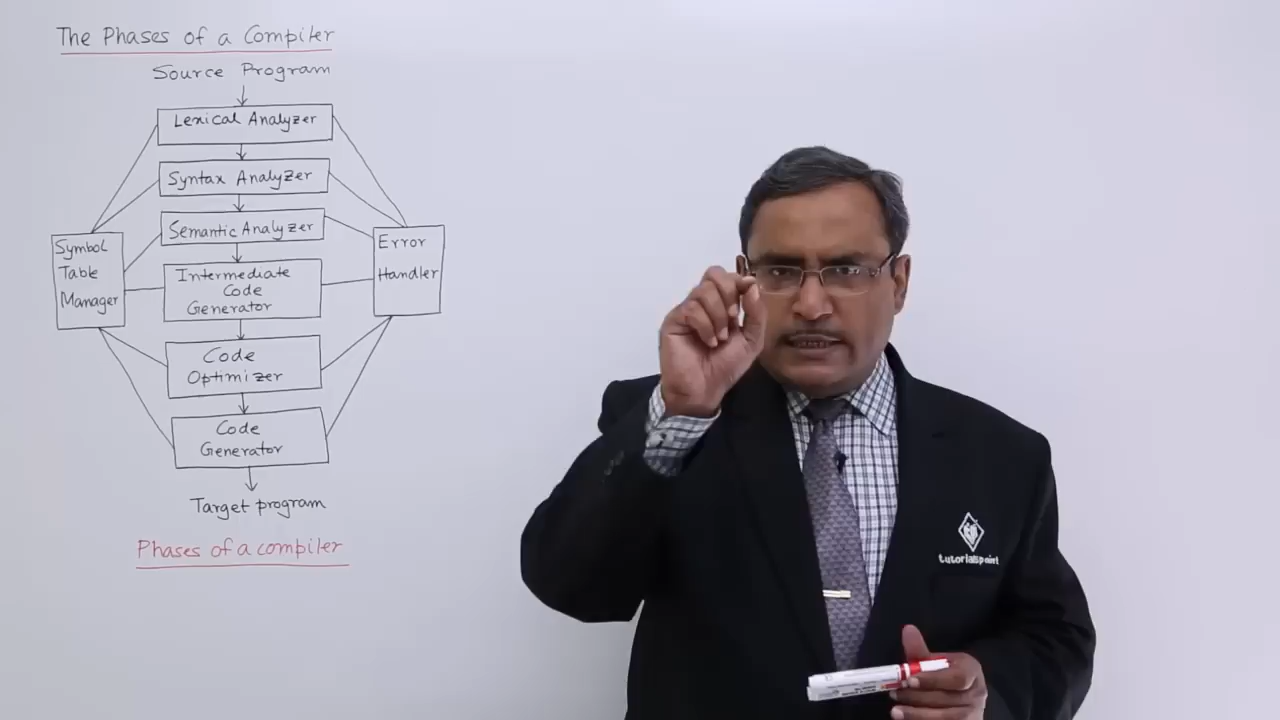 The Phases of a Compiler
Source Program
Lexical Analyzer
Syntax Analyzer
Semantic Analyzer
Symbol
Table
Manager
Error
Handler
Intermediate
Code
Generator
Code
Optimizer
Code
Generator
Target program
Phases of a compiler
tutorialspoint